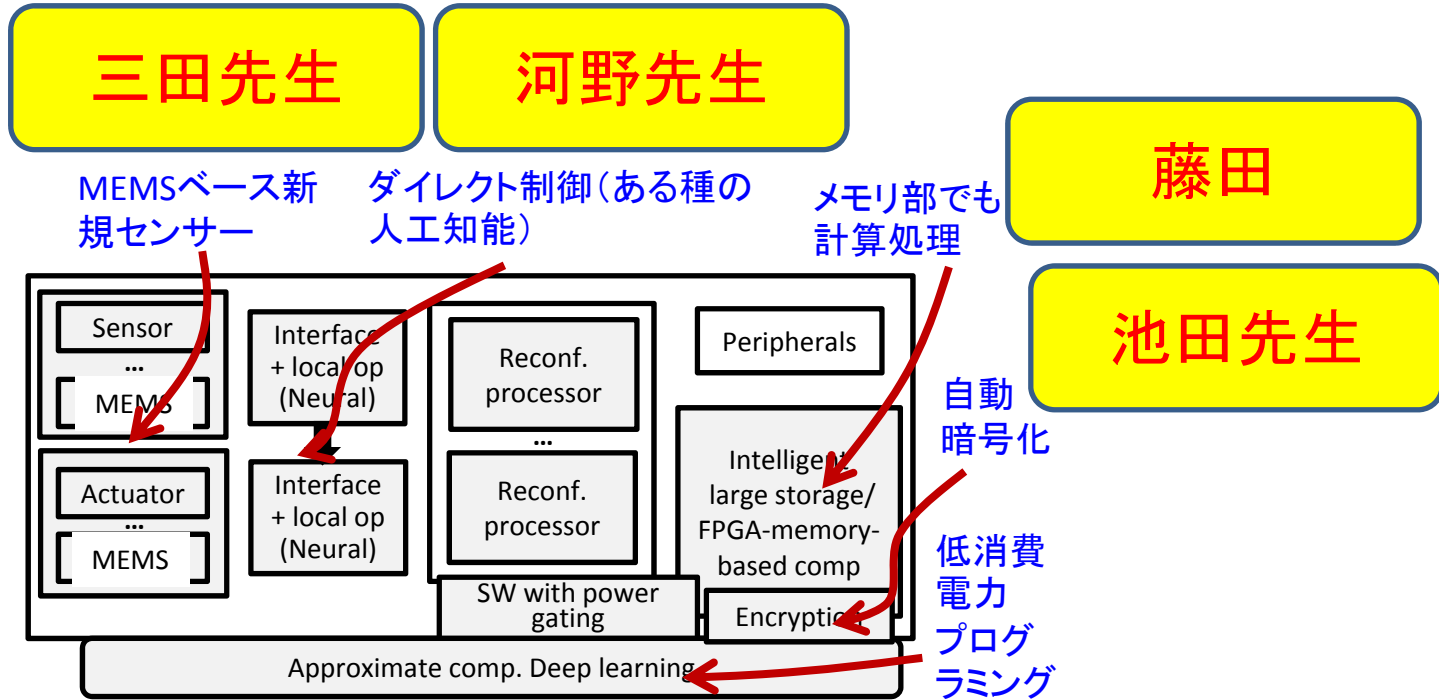 三田先生
河野先生
藤田
池田先生
MEMSベース新
規センサー
ダイレクト制御(ある種の
人工知能)
メモリ部でも
計算処理
自動
暗号化
低消費
電力
プログ
ラミング
Sensor
...
MEMS
Actuator
...
MEMS
Interface
+ local op
(Neural)
Interface
+ local op
(Neural)
Reconf.
processor
...
Reconf.
processor
SW with power
gating
Peripherals
Intelligent
large storage/
FPGA-memory-
based comp
Encryption
Approximate comp. Deep learning